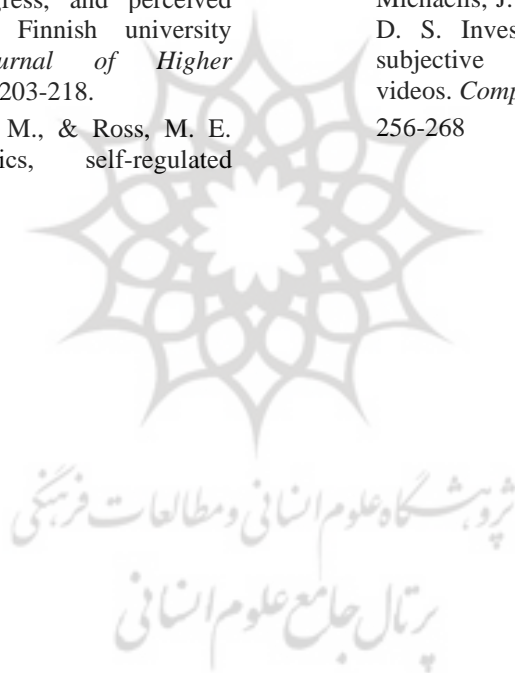 gress, and perceived
Finnish university
urnal of Higher
203-218.
M., & Ross, M. E.
ics, self-regulated
Michaelis, J.
D. S. Inves
subjective
videos. Comp
256-268
پژوهشگاه علوم انسانی و مطالعات فرهنگی
پرتال جامع علوم انسانی